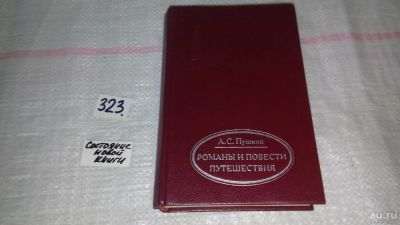 323
Состояние
новой
книги
А.С. Пушкин
РОМАНЫ И ПОВЕСТИ
ПУТЕШЕСТВИЯ
au.ru